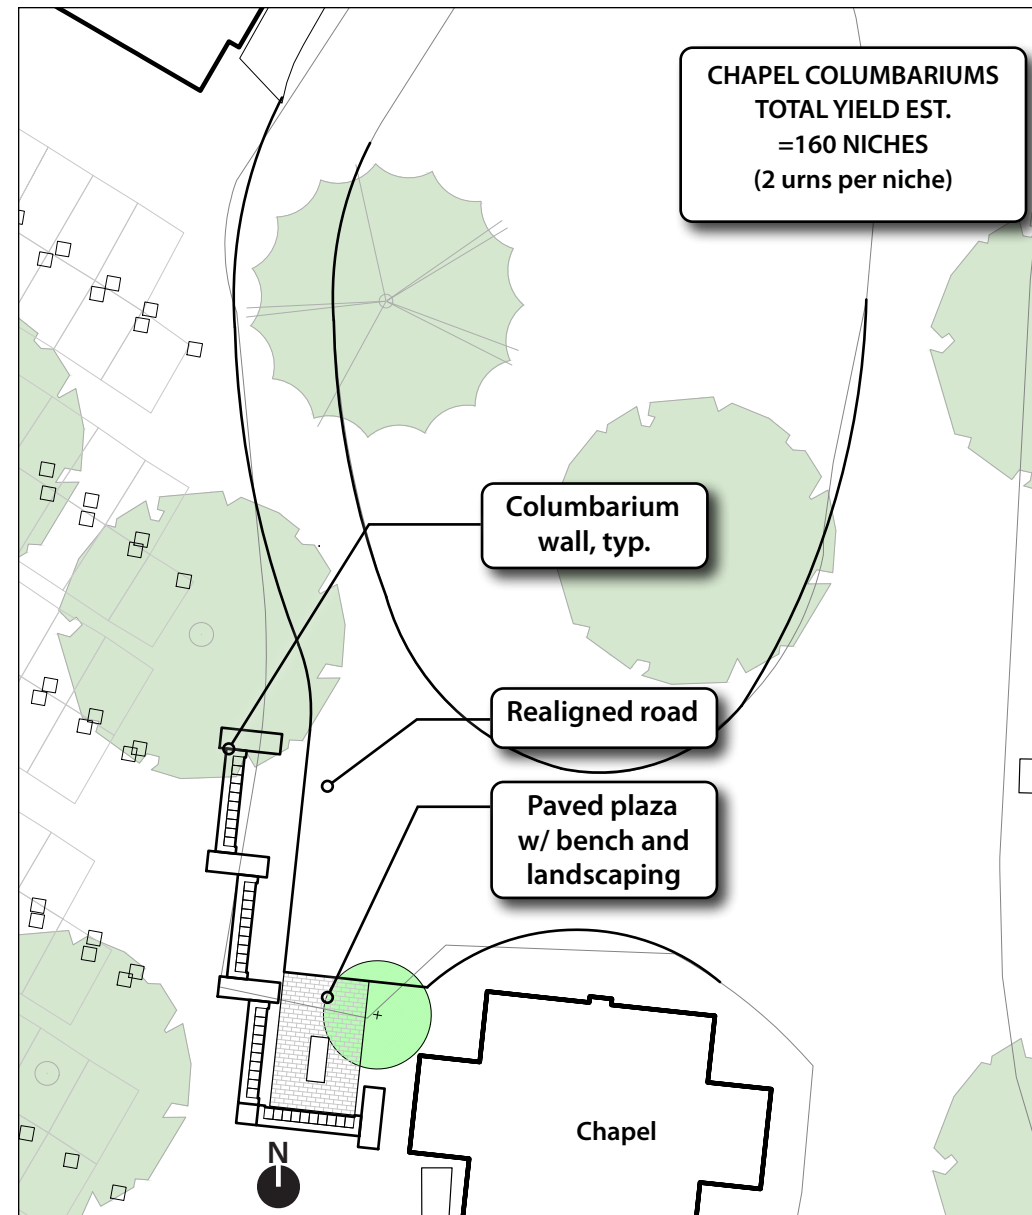 CHAPEL COLUMBARIUMS
TOTAL YIELD EST.
=160 NICHES
(2 urns per niche)
Columbarium
wall, typ.
Realigned road
Paved plaza
w/ bench and
landscaping
Chapel
N